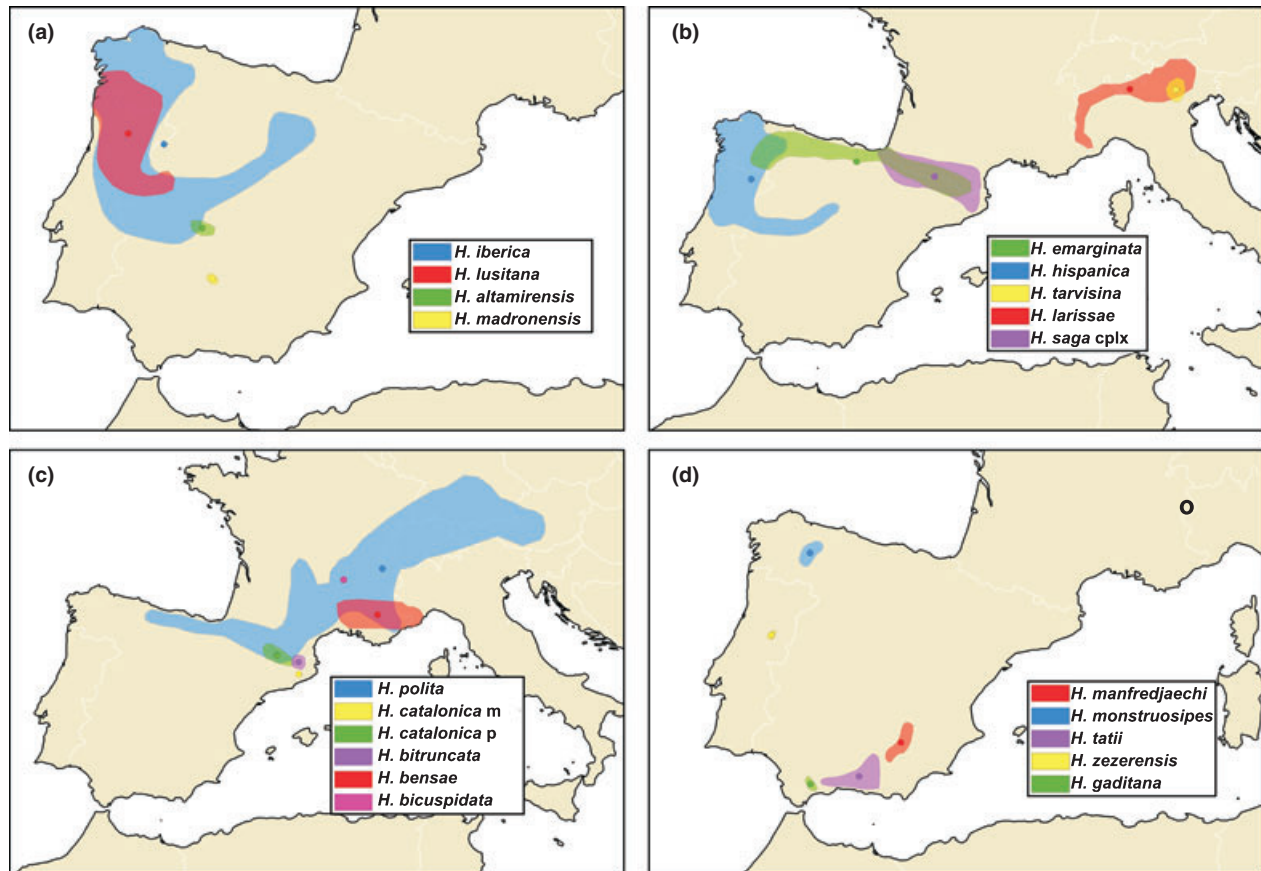 (a)
H. iberica
H. lusitana
H. altamirensis
H. madronensis
(b)
H. emarginata
H. hispanica
H. tarvisina
H. larissae
H. saga cplx
(c)
H. polita
H. catalonica m
H. catalonica p
H. bitruncata
H. bensae
H. bicuspidata
(d)
o
H. manfredjaechi
H. monstruosipes
H. tatii
H. zezerensis
H. gaditana